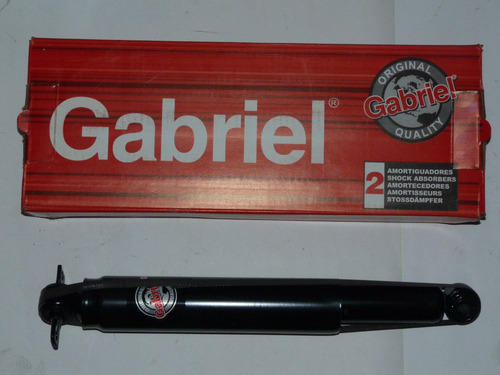 Gabriel®
ORIGINAL
Gabriel®
QUALITY
2
AMORTIGUADORES
SHOCK ABSORBERS
AMORTECEDORES
AMORTISSEURS
STOSSDÄMPFER
Gabriel